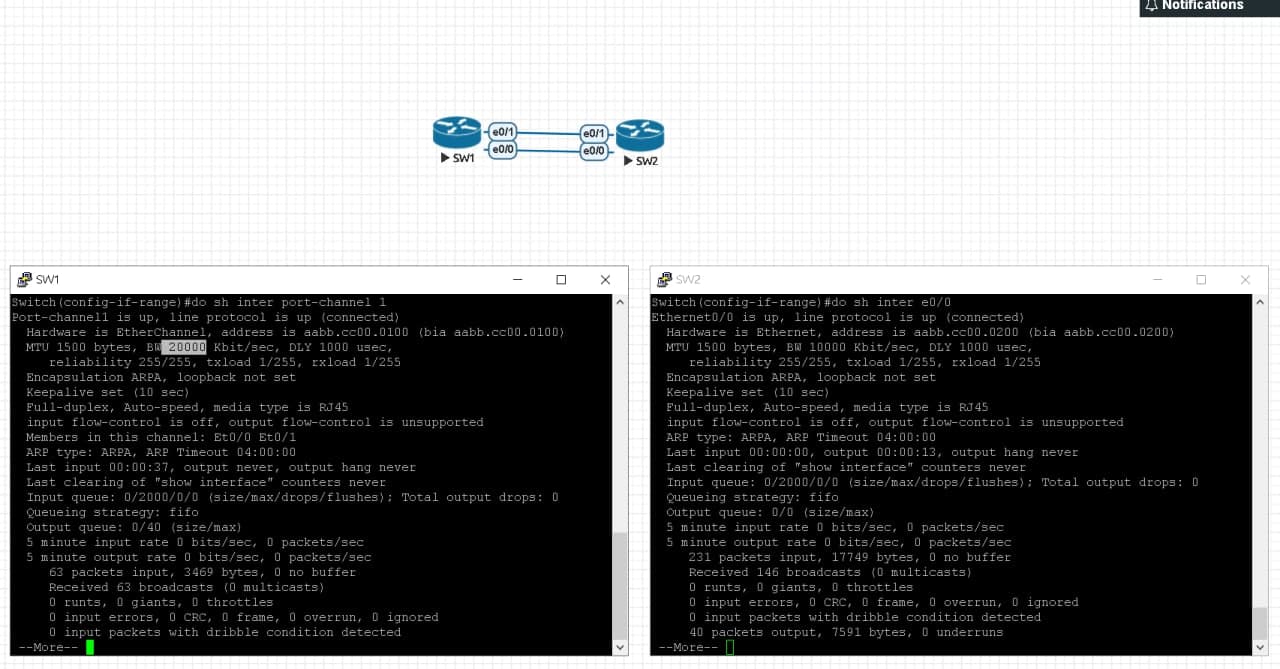 Notifications
e0/1
e0/1
e0/0
e0/0
SW1
SW2
SW1
Switch(config-if-range)#do sh inter port-channel 1
Port-channel1 is up, line protocol is up (connected)
Hardware is EtherChannel, address is aabb.cc00.0100 (bia aabb.cc00.0100)
MTU 1500 bytes, BW 20000 Kbit/sec, DLY 1000 usec,
reliability 255/255, txload 1/255, rxload 1/255
Encapsulation ARPA, loopback not set
Keepalive set (10 sec)
Full-duplex, Auto-speed, media type is RJ45
input flow-control is off, output flow-control is unsupported
Members in this channel: Et0/0 Et0/1
ARP type: ARPA, ARP Timeout 04:00:00
Last input 00:00:37, output never, output hang never
Last clearing of "show interface" counters never
Input queue: 0/2000/0/0 (size/max/drops/flushes); Total output drops: 0
Queueing strategy: fifo
Output queue: 0/40 (size/max)
5 minute input rate 0 bits/sec, 0 packets/sec
5 minute output rate 0 bits/sec, 0 packets/sec
63 packets input, 3469 bytes, 0 no buffer
Received 63 broadcasts (0 multicasts)
0 runts, 0 giants, 0 throttles
0 input errors, 0 CRC, 0 frame, 0 overrun, 0 ignored
0 input packets with dribble condition detected
--More--
SW2
Switch(config-if-range)#do sh inter e0/0
Ethernet0/0 is up, line protocol is up (connected)
Hardware is Ethernet, address is aabb.cc00.0200 (bia aabb.cc00.0200)
MTU 1500 bytes, BW 10000 Kbit/sec, DLY 1000 usec,
reliability 255/255, txload 1/255, rxload 1/255
Encapsulation ARPA, loopback not set
Keepalive set (10 sec)
Full-duplex, Auto-speed, media type is RJ45
input flow-control is off, output flow-control is unsupported
ARP type: ARPA, ARP Timeout 04:00:00
Last input 00:00:00, output 00:00:13, output hang never
Last clearing of "show interface" counters never
Input queue: 0/2000/0/0 (size/max/drops/flushes); Total output drops: 0
Queueing strategy: fifo
Output queue: 0/0 (size/max)
5 minute input rate 0 bits/sec, 0 packets/sec
5 minute output rate 0 bits/sec, 0 packets/sec
231 packets input, 17749 bytes, 0 no buffer
Received 146 broadcasts (0 multicasts)
0 runts, 0 giants, 0 throttles
0 input errors, 0 CRC, 0 frame, 0 overrun, 0 ignored
0 input packets with dribble condition detected
40 packets output, 7591 bytes, 0 underruns
--More--